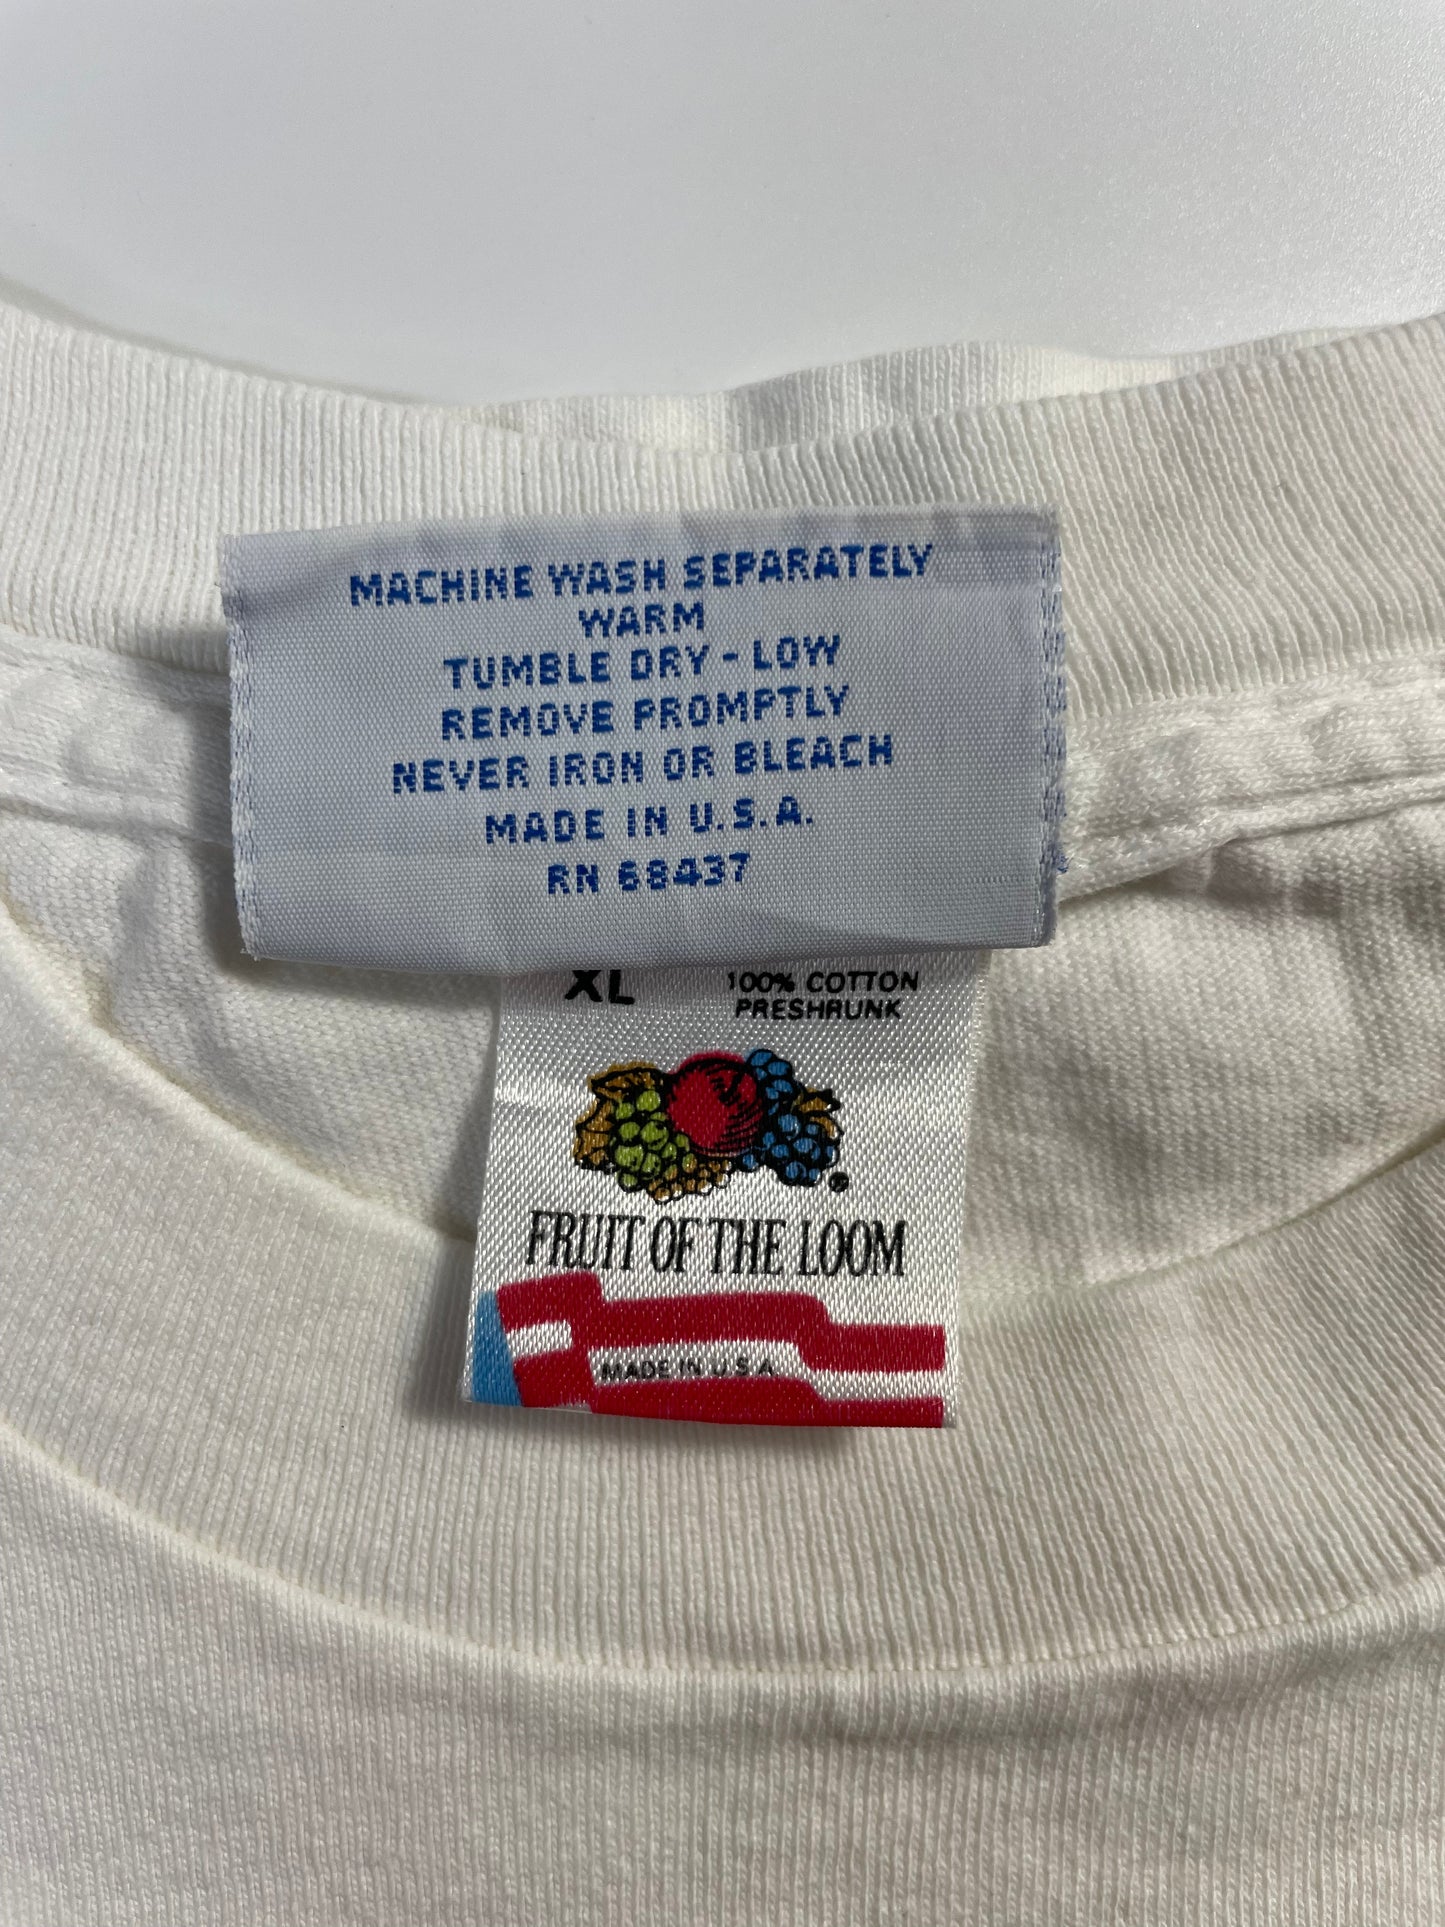 MACHINE WASH SEPARATELY
WARM
TUMBLE DRY - LOW
REMOVE PROMPTLY
NEVER IRON OR BLEACH
MADE IN U.S.A.
RN 68437
XL
100% COTTON
PRESHRUNK
®
FRUIT OF THE LOOM
MADE IN U.S.A.